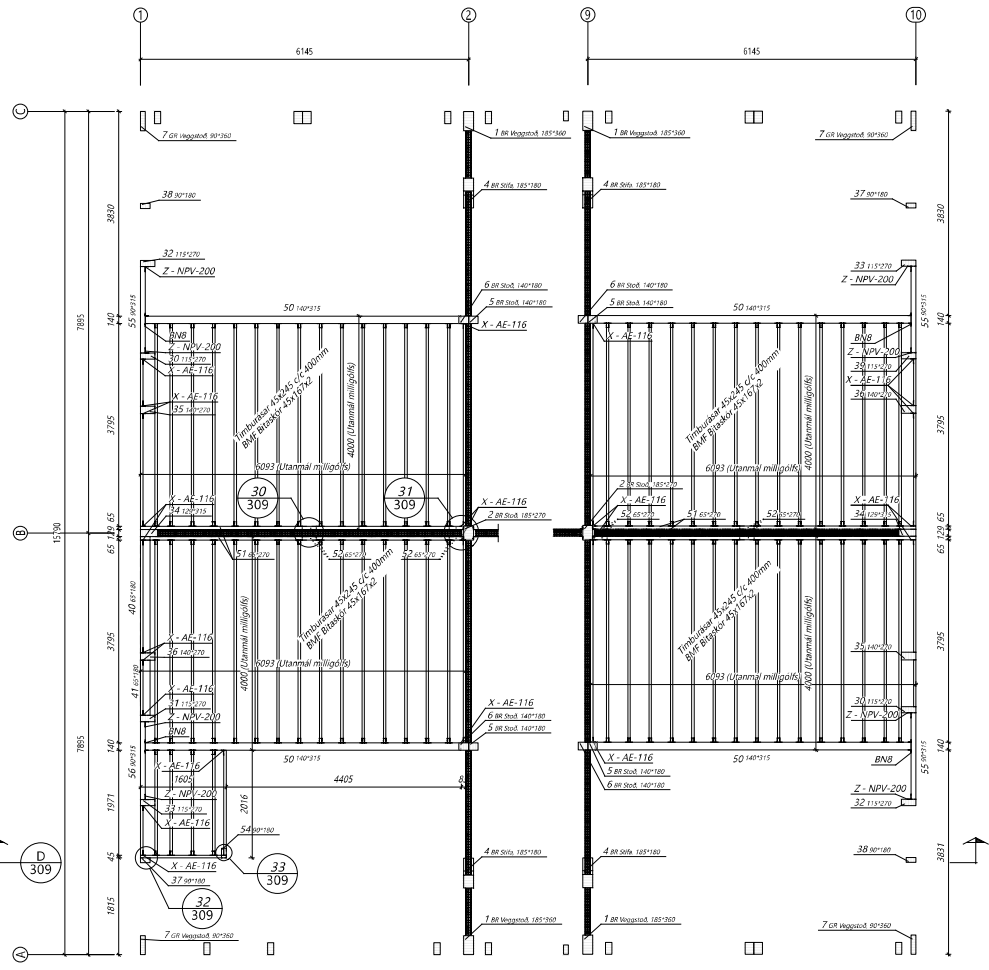 1
2
9
10
6145
6145
C
7 GR Veggstoð, 90*360
1 BR Veggstoð, 185*360
1 BR Veggstoð, 185*360
7 GR Veggstoð, 90*360
38 90*180
4 BR Stífa, 185*180
4 BR Stífa, 185*180
37 90*180
3830
3830
32 115*270
Z - NPV-200
33 115*270
Z - NPV-200
7895
55 90*315
140
50 140*315
6 BR Stoð, 140*180
5 BR Stoð, 140*180
X - AE-116
6 BR Stoð, 140*180
5 BR Stoð, 140*180
X - AE-116
50 140*315
55 90*315
140
BN8
Z - NPV-200
30 115*270
X - AE-116
X - AE-116
35 140*270
BN8
Z - NPV-200
39 115*270
X - AE-116
36 140*270
3795
3795
Timburásar 45x245 c/c 400mm
BMF Bitaskór 45x167x2
4000 (Utanmál milligólfs)
Timburásar 45x245 c/c 400mm
BMF Bitaskór 45x167x2
4000 (Utanmál milligólfs)
6093 (Utanmál milligólfs)
6093 (Utanmál milligólfs)
30
309
31
309
X - AE-116
34 129*315
X - AE-116
2 BR Stoð, 185*270
2 BR Stoð, 185*270
X - AE-116
52 65*270
51 65*270
52 65*270
X - AE-116
34 129*315
65
129
65
65
129
65
B
15790
51 65*270
52 65*270
52 65*270
40 65*180
3795
3795
Timburásar 45x245 c/c 400mm
BMF Bitaskór 45x167x2
4000 (Utanmál milligólfs)
Timburásar 45x245 c/c 400mm
BMF Bitaskór 45x167x2
4000 (Utanmál milligólfs)
X - AE-116
36 140*270
35 140*270
6093 (Utanmál milligólfs)
6093 (Utanmál milligólfs)
41 65*180
X - AE-116
31 115*270
Z - NPV-200
BN8
30 115*270
Z - NPV-200
X - AE-116
6 BR Stoð, 140*180
5 BR Stoð, 140*180
7895
140
140
56 90*315
X - AE-116
50 140*315
X - AE-116
5 BR Stoð, 140*180
6 BR Stoð, 140*180
50 140*315
BN8
55 90*315
1605
4405
Z - NPV-200
33 115*270
X - AE-116
2016
1971
Z - NPV-200
32 115*270
54 90*180
D
309
45
X - AE-116
37 90*180
33
309
32
309
4 BR Stífa, 185*180
4 BR Stífa, 185*180
38 90*180
3831
1815
1 BR Veggstoð, 185*360
1 BR Veggstoð, 185*360
7 GR Veggstoð, 90*360
7 GR Veggstoð, 90*360
A